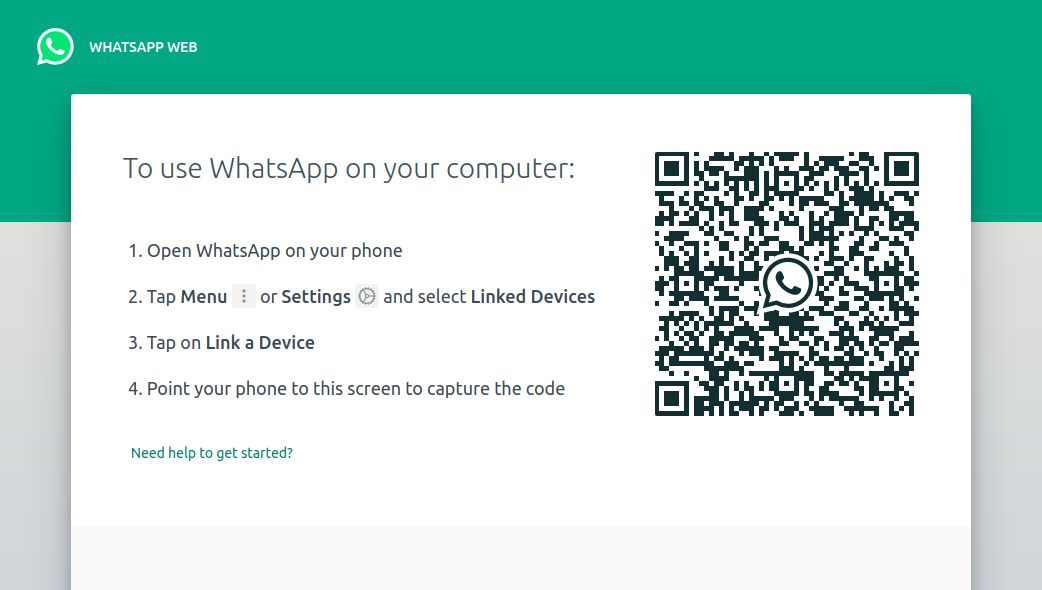 WHATSAPP WEB
To use WhatsApp on your computer:
1. Open WhatsApp on your phone
2. Tap Menu or Settings and select Linked Devices
3. Tap on Link a Device
4. Point your phone to this screen to capture the code
Need help to get started?